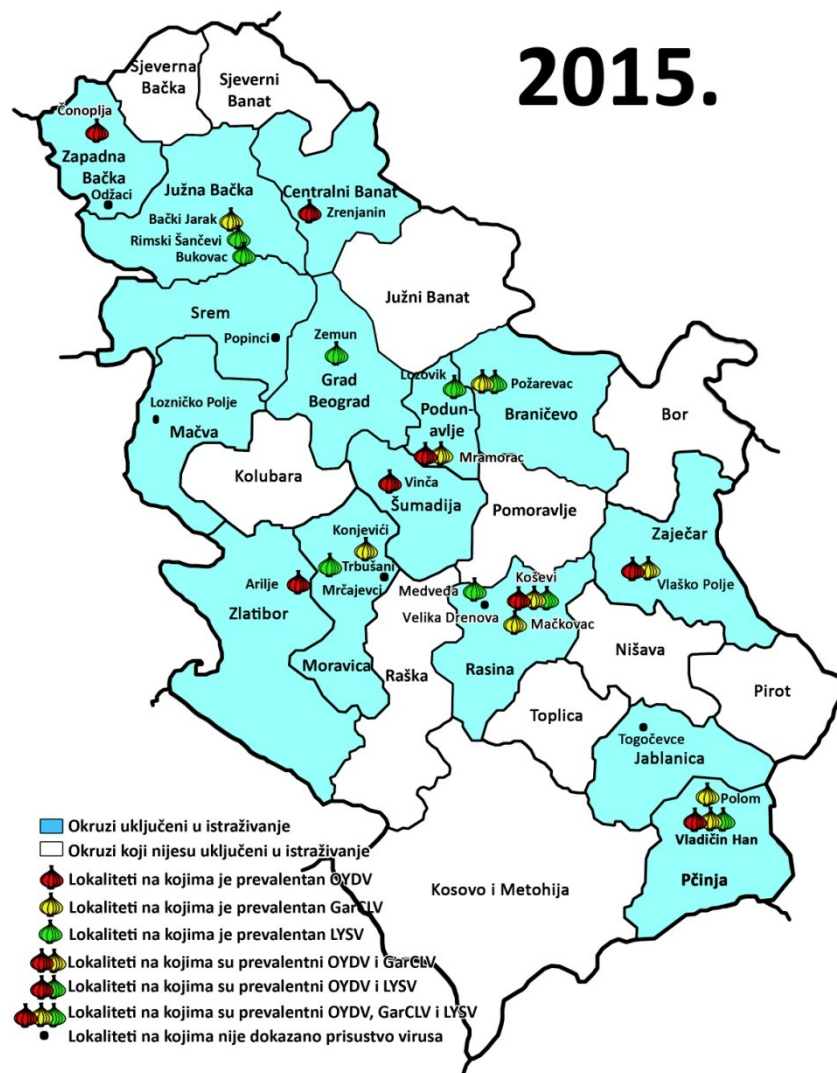 2015.
Sjeverna
Bačka
Sjeverni
Banat
Čonoplja
Zapadna
Bačka
Odžaci
Južna Bačka
Bački Jarak
Rimski Šančevi
Bukovac
Centralni Banat
Zrenjanin
Južni Banat
Srem
Popinci
Zemun
Grad
Beograd
Lozovik
Podun-
avlje
Požarevac
Braničevo
Bor
Lozničko Polje
Mačva
Kolubara
Mramorac
Vinča
Šumadija
Pomoravlje
Zaječar
Vlaško Polje
Konjevići
Trbušani
Mrčajevci
Moravica
Arilje
Zlatibor
Medveđa
Velika Drenova
Koševi
Mačkovac
Rasina
Raška
Nišava
Pirot
Toplica
Togočevce
Jablanica
Polom
Vladičin Han
Pčinja
Kosovo i Metohija
Okruzi uključeni u istraživanje
Okruzi koji nijesu uključeni u istraživanje
Lokaliteti na kojima je prevalentan OYDV
Lokaliteti na kojima je prevalentan GarCLV
Lokaliteti na kojima je prevalentan LYSV
Lokaliteti na kojima su prevalentni OYDV i GarCLV
Lokaliteti na kojima su prevalentni OYDV i LYSV
Lokaliteti na kojima su prevalentni OYDV, GarCLV i LYSV
Lokaliteti na kojima nije dokazano prisustvo virusa